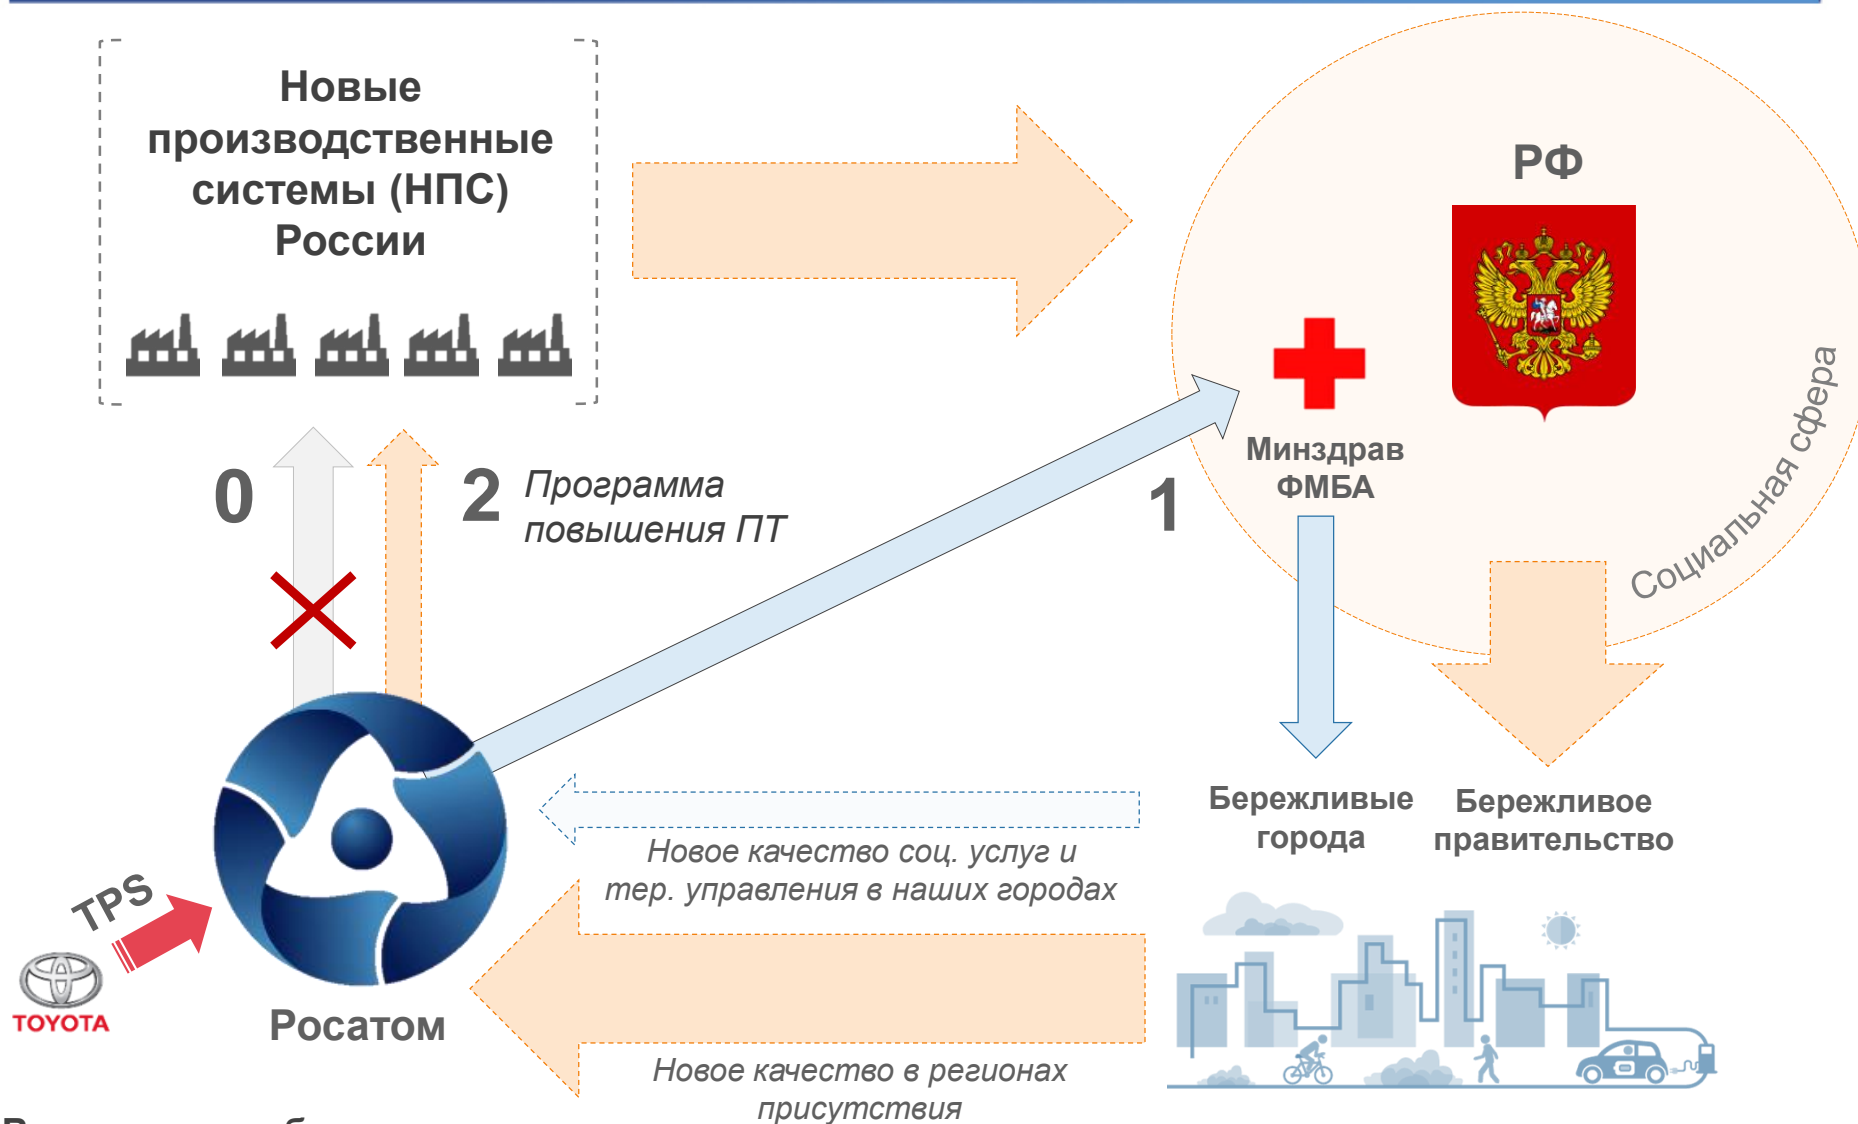 Новые
производственные
системы (НПС)
России
РФ
Социальная сфера
Минздрав
ФМБА
0
2
Программа
повышения ПТ
1
Бережливые
города
Бережливое
правительство
Новое качество соц. услуг и
тер. управления в наших городах
TPS
TOYOTA
Росатом
Новое качество в регионах
присутствия